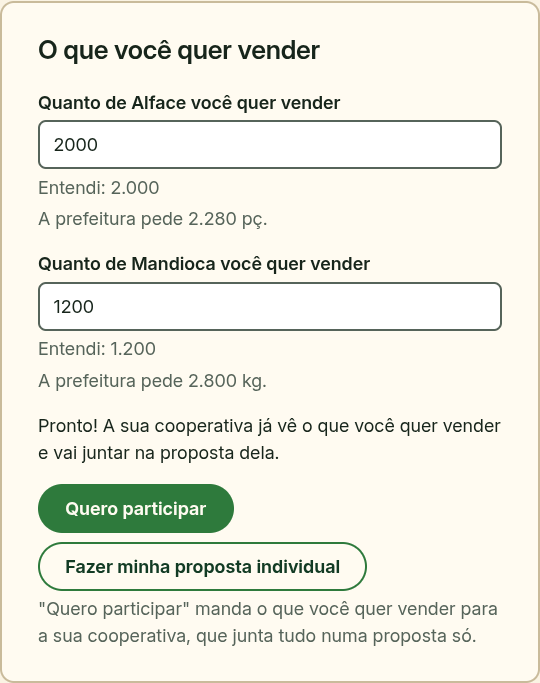 O que você quer vender
Quanto de Alface você quer vender
2000
Entendi: 2.000
A prefeitura pede 2.280 pç.
Quanto de Mandioca você quer vender
1200
Entendi: 1.200
A prefeitura pede 2.800 kg.
Pronto! A sua cooperativa já vê o que você quer vender
e vai juntar na proposta dela.
Quero participar
Fazer minha proposta individual
"Quero participar" manda o que você quer vender para
a sua cooperativa, que junta tudo numa proposta só.